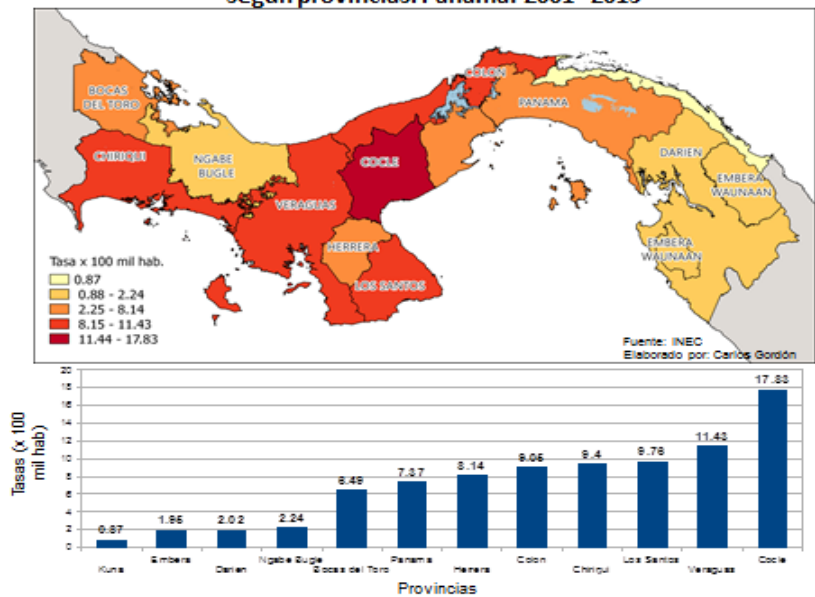 según provincias. Panamá. 2001 - 2015
BOCAS
DEL TORO
CHIRIQUI
NGABE
BUGLE
VERAGUAS
COCLE
COLON
PANAMA
HERRERA
LOS SANTOS
DARIEN
EMBERA
WAUNAAN
EMBERA
WAUNAAN
Tasa x 100 mil hab.
0.87
0.88 - 2.24
2.25 - 8.14
8.15 - 11.43
11.44 - 17.83
Fuente: INEC
Elaborado por: Carlos Gordón
Tasas (x 100
mil hab)
20
18
16
14
12
10
8
6
4
2
0
0.87
1.95
2.02
2.24
6.49
7.37
8.14
9.05
9.4
9.76
11.43
17.83
Kuna
Embera
Darien
Ngabe Bugle
Bocas del Toro
Panama
Herrera
Colon
Chiriqui
Los Santos
Veraguas
Cocle
Provincias